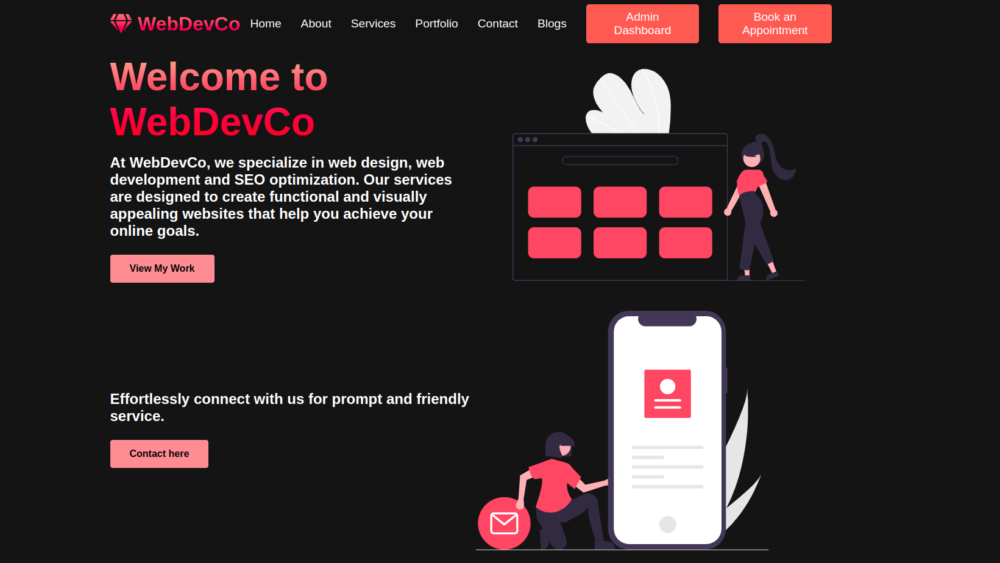 WebDevCo
Home
About
Services
Portfolio
Contact
Blogs
Admin
Dashboard
Book an
Appointment
Welcome to
WebDevCo
At WebDevCo, we specialize in web design, web
development and SEO optimization. Our services
are designed to create functional and visually
appealing websites that help you achieve your
online goals.
View My Work
Effortlessly connect with us for prompt and friendly
service.
Contact here